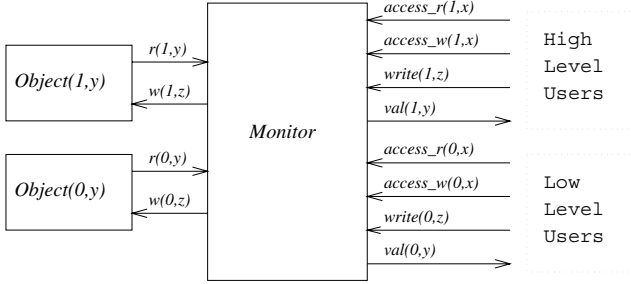 Object(1,y)
r(1,y)
w(1,z)
Object(0,y)
r(0,y)
w(0,z)
Monitor
access_r(1,x)
access_w(1,x)
write(1,z)
val(1,y)
access_r(0,x)
access_w(0,x)
write(0,z)
val(0,y)
High
Level
Users
Low
Level
Users